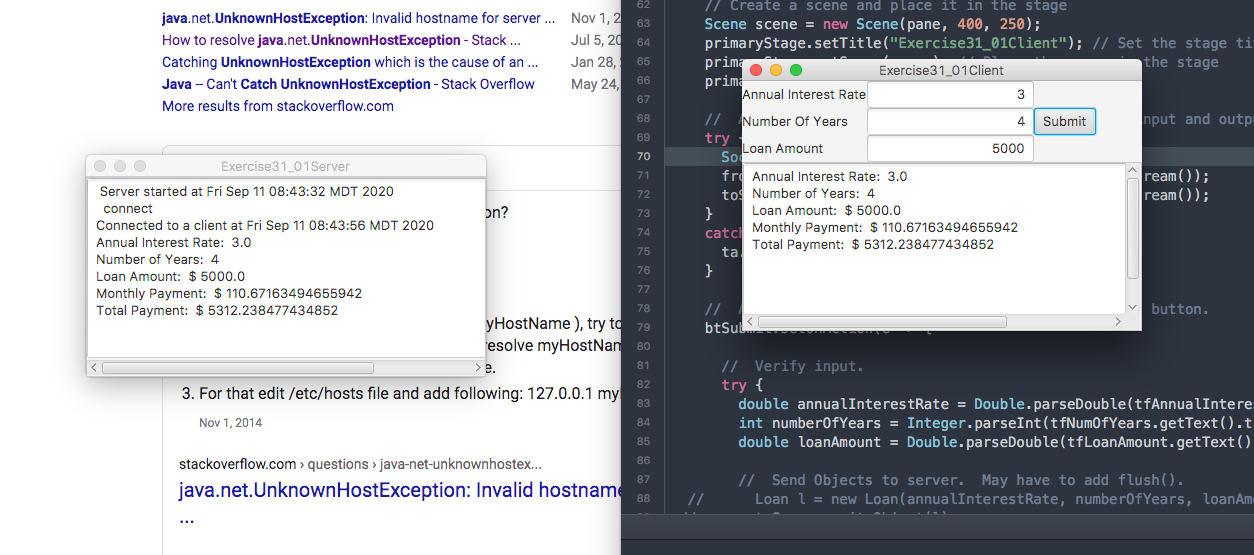 java.net.UnknownHostException: Invalid hostname for server ... Nov 1, 2
How to resolve java.net.UnknownHostException - Stack ... Jul 5, 20
Catching UnknownHostException which is the cause of an ... Jan 28,
Java – Can't Catch UnknownHostException - Stack Overflow May 24,
More results from stackoverflow.com
on?
Exercise31_01Server
Server started at Fri Sep 11 08:43:32 MDT 2020
connect
Connected to a client at Fri Sep 11 08:43:56 MDT 2020
Annual Interest Rate: 3.0
Number of Years: 4
Loan Amount: $ 5000.0
Monthly Payment: $ 110.67163494655942
Total Payment: $ 5312.238477434852
yHostName ), try to
resolve myHostNam
e.
3. For that edit /etc/hosts file and add following: 127.0.0.1 my
Nov 1, 2014
stackoverflow.com › questions › java-net-unknownhostex...
java.net.UnknownHostException: Invalid hostname
...
62 // Create a scene and place it in the stage
63 Scene scene = new Scene(pane, 400, 250);
64 primaryStage.setTitle("Exercise31_01Client"); // Set the stage tit
65 prima in the stage
66 prima
67
68 // nput and outpu
69 try
70 Soc
71 fro ream());
72 toS ream());
73 }
74 catc
75 ta.
76 }
77
78 // button.
79
80
81 // Verify input.
82 try {
83 double annualInterestRate = Double.parseDouble(tfAnnualInteres
84 int numberOfYears = Integer.parseInt(tfNumOfYears.getText().t
85 double loanAmount = Double.parseDouble(tfLoanAmount.getText()
86
87 // Send Objects to server. May have to add flush().
88 // Loan l = new Loan(annualInterestRate, numberOfYears, loanAm
Exercise31_01Client
Annual Interest Rate 3
Number Of Years 4 Submit
Loan Amount 5000
Annual Interest Rate: 3.0
Number of Years: 4
Loan Amount: $ 5000.0
Monthly Payment: $ 110.67163494655942
Total Payment: $ 5312.238477434852